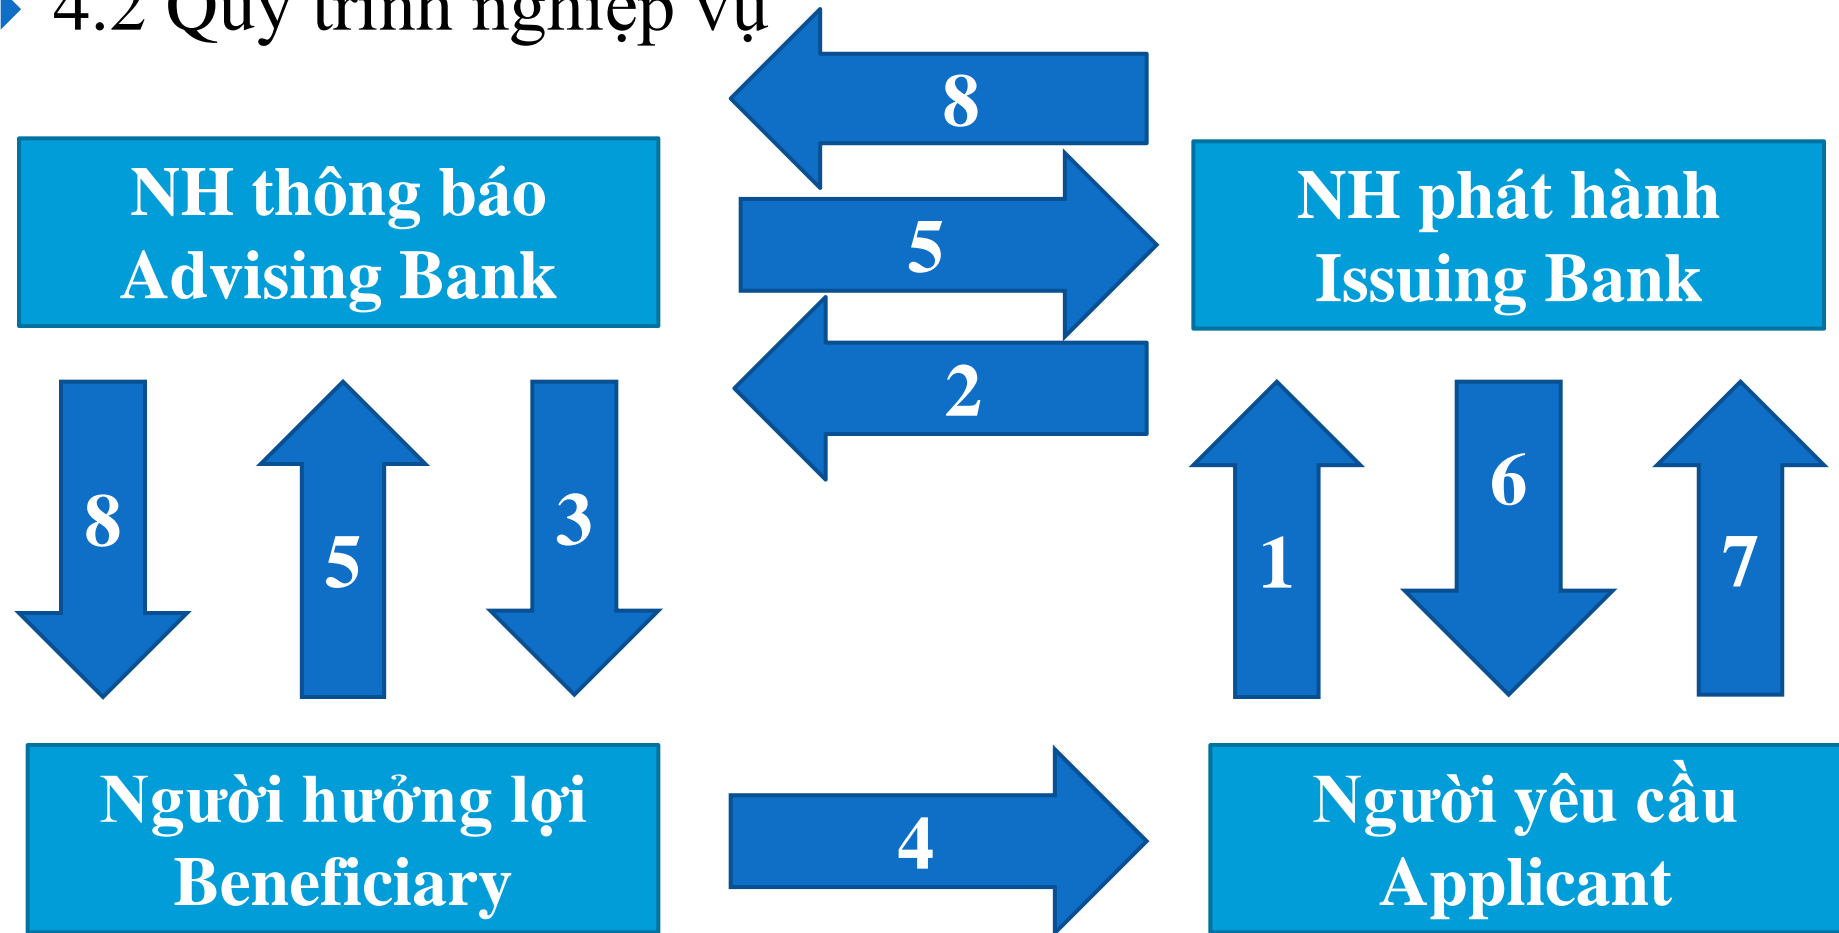 4.2 Quy trình nghiệp vụ
8
NH thông báo
Advising Bank
5
NH phát hành
Issuing Bank
2
8
5
3
1
6
7
Người hưởng lợi
Beneficiary
4
Người yêu cầu
Applicant